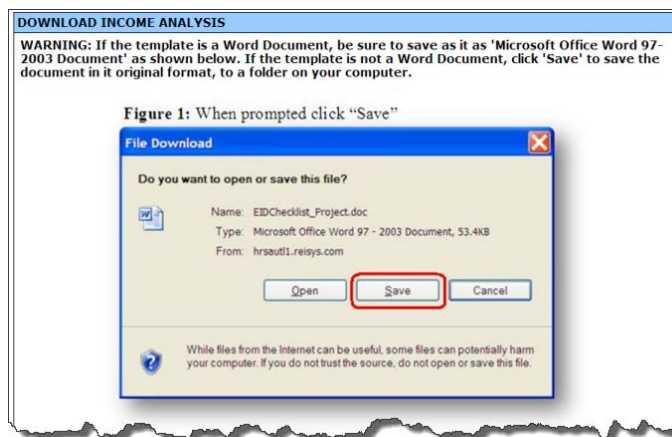 DOWNLOAD INCOME ANALYSIS
WARNING: If the template is a Word Document, be sure to save as it as 'Microsoft Office Word 97-
2003 Document' as shown below. If the template is not a Word Document, click 'Save' to save the
document in it original format, to a folder on your computer.
Figure 1: When prompted click “Save”
File Download
Do you want to open or save this file?
Name: EIDChecklist_Project.doc
Type: Microsoft Office Word 97 - 2003 Document, 53.4KB
From: hrsautl1.reisys.com
Open Save Cancel
While files from the Internet can be useful, some files can potentially harm
your computer. If you do not trust the source, do not open or save this file.